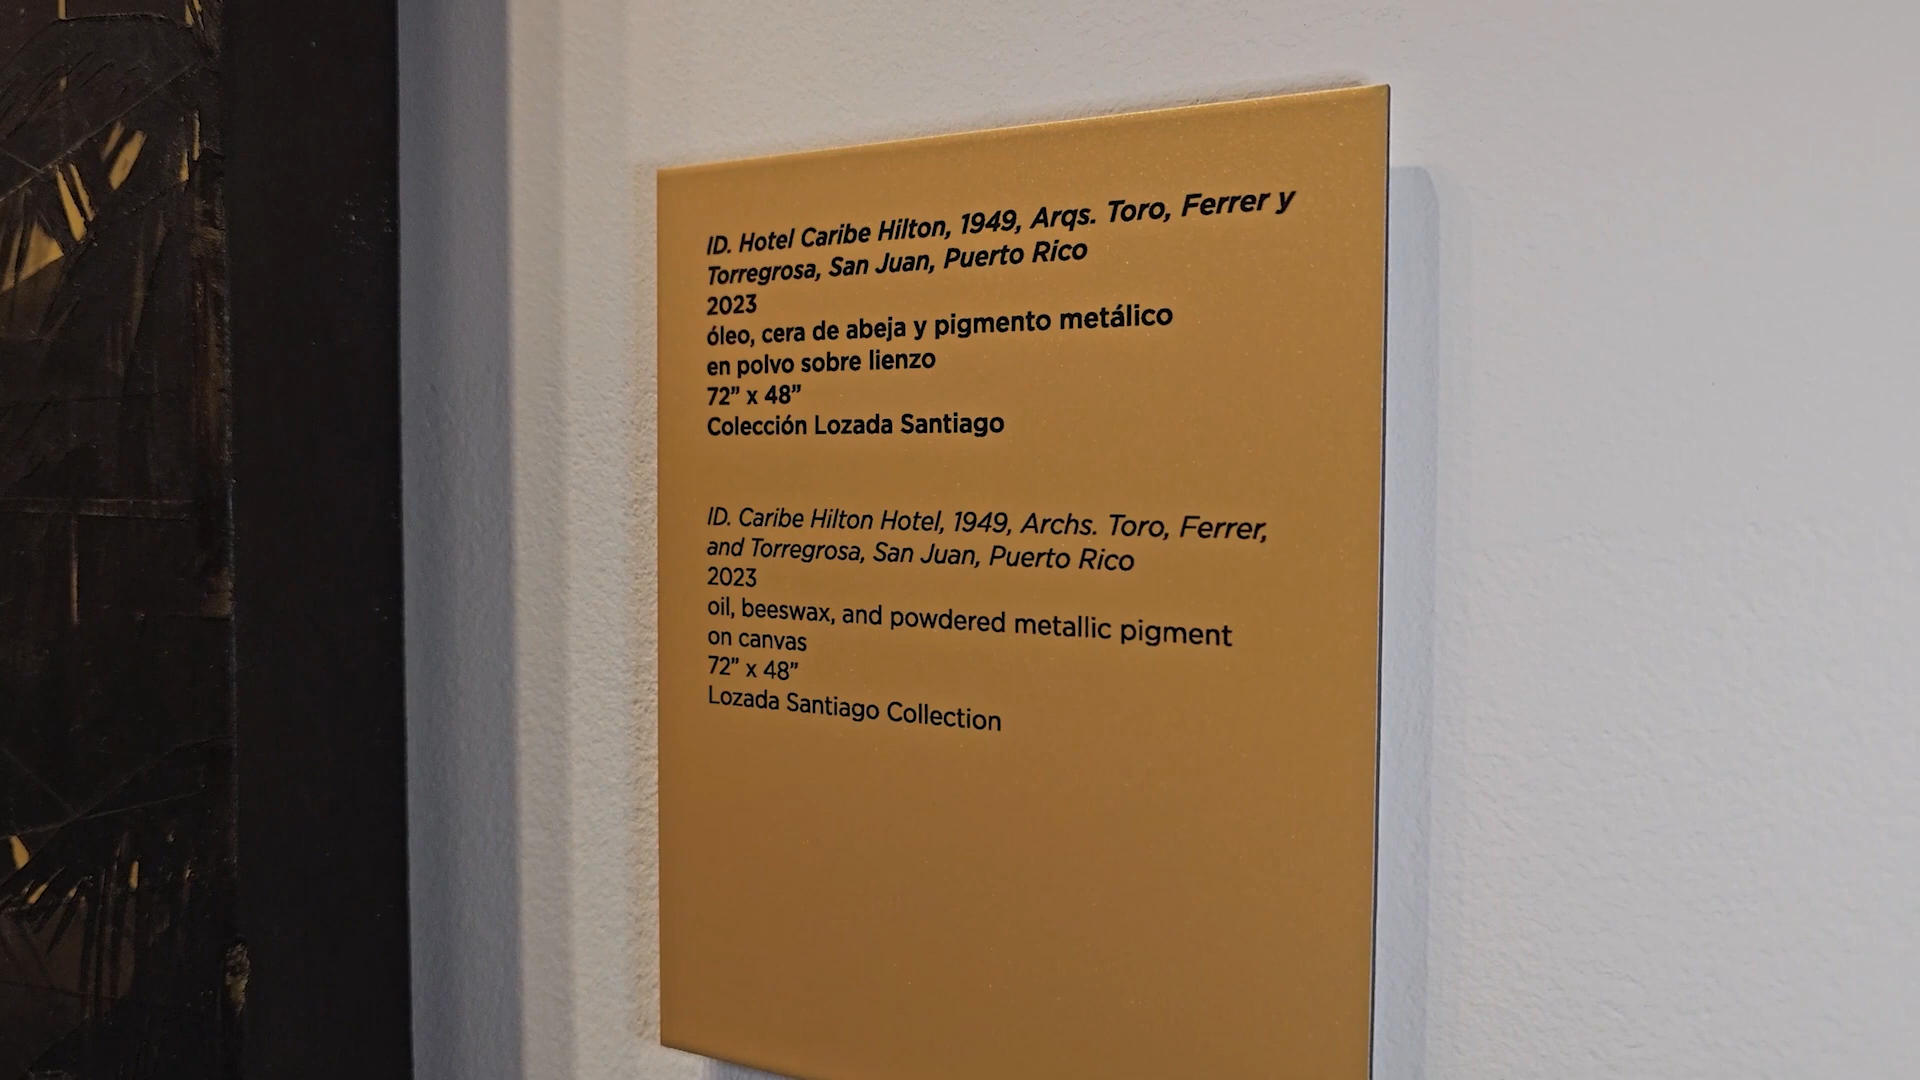 ID. Hotel Caribe Hilton, 1949, Arqs. Toro, Ferrer y
Torregrosa, San Juan, Puerto Rico
2023
óleo, cera de abeja y pigmento metálico
en polvo sobre lienzo
72” x 48”
Colección Lozada Santiago
ID. Caribe Hilton Hotel, 1949, Archs. Toro, Ferrer,
and Torregrosa, San Juan, Puerto Rico
2023
oil, beeswax, and powdered metallic pigment
on canvas
72” x 48”
Lozada Santiago Collection